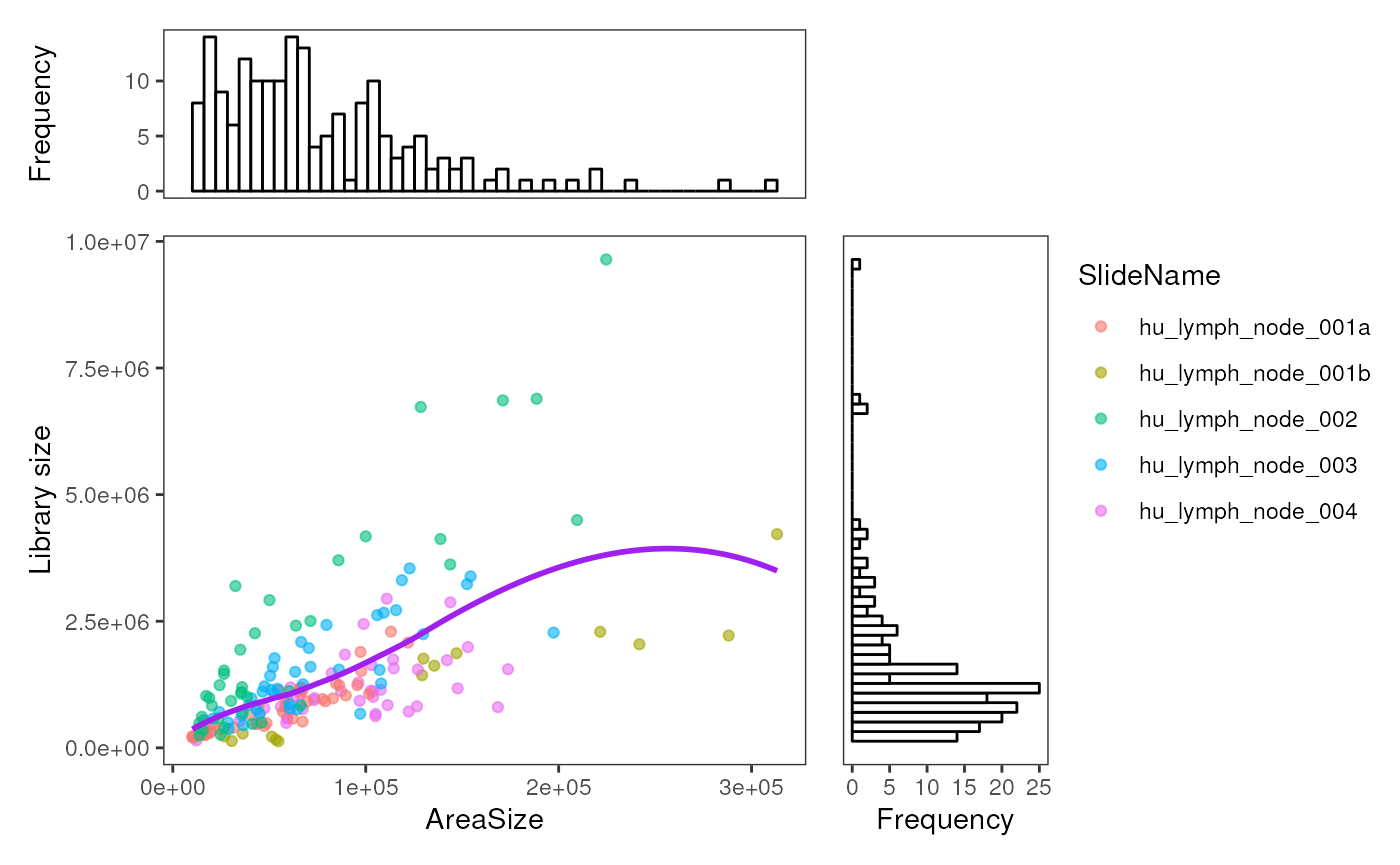 Frequency
10
5
0
Library size
1.0e+07
7.5e+06
5.0e+06
2.5e+06
0.0e+00
0e+00 1e+05 2e+05 3e+05
AreaSize
0 5 10 15 20 25
Frequency
SlideName
hu_lymph_node_001a
hu_lymph_node_001b
hu_lymph_node_002
hu_lymph_node_003
hu_lymph_node_004